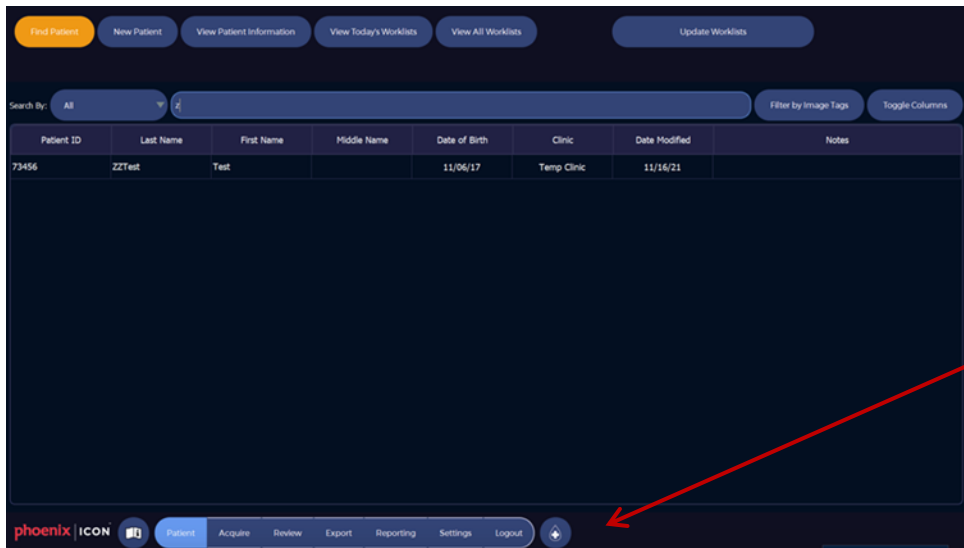 Find Patient New Patient View Patient Information View Today's Worklists View All Worklists Update Worklists
Search By: All z Filter by Image Tags Toggle Columns
Patient ID Last Name First Name Middle Name Date of Birth Clinic Date Modified Notes
73456 ZZTest Test 11/06/17 Temp Clinic 11/16/21
phoenix ICON Patient Acquire Review Export Reporting Settings Logout